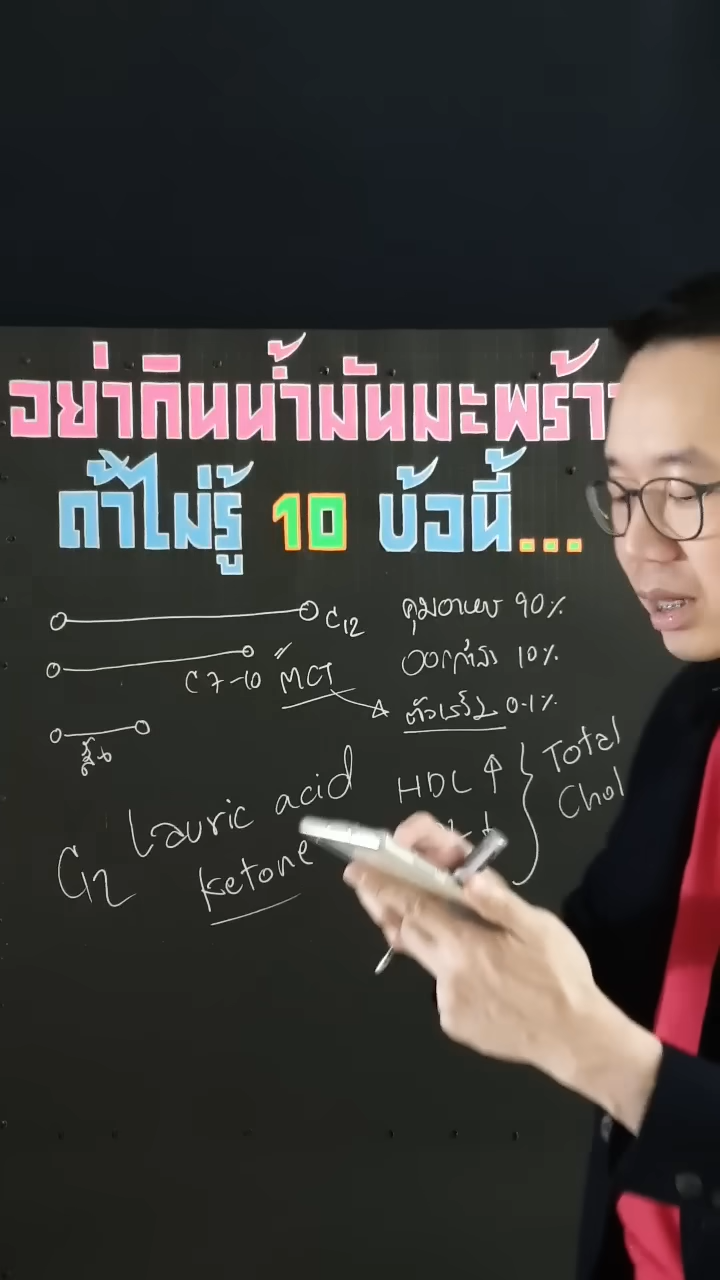 อย่ากินน้ำมันมะพร้า
ถ้าไม่รู้ 10 ข้อนี้...
C12
C7-10 MCT
คุมอาหาร 90%
ออกกำลัง 10%
ตัวเร่ง 0.1%
C12 Lauric acid
ketone
HDL ↑
Total
Chol